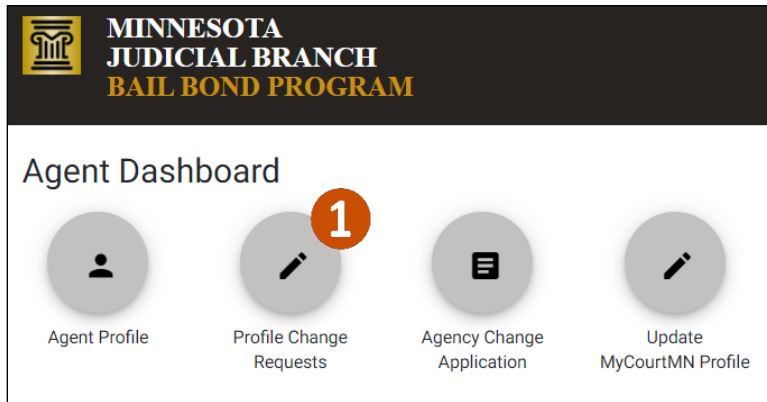 MINNESOTA
JUDICIAL BRANCH
BAIL BOND PROGRAM
Agent Dashboard
1
Agent Profile
Profile Change
Requests
Agency Change
Application
Update
MyCourtMN Profile